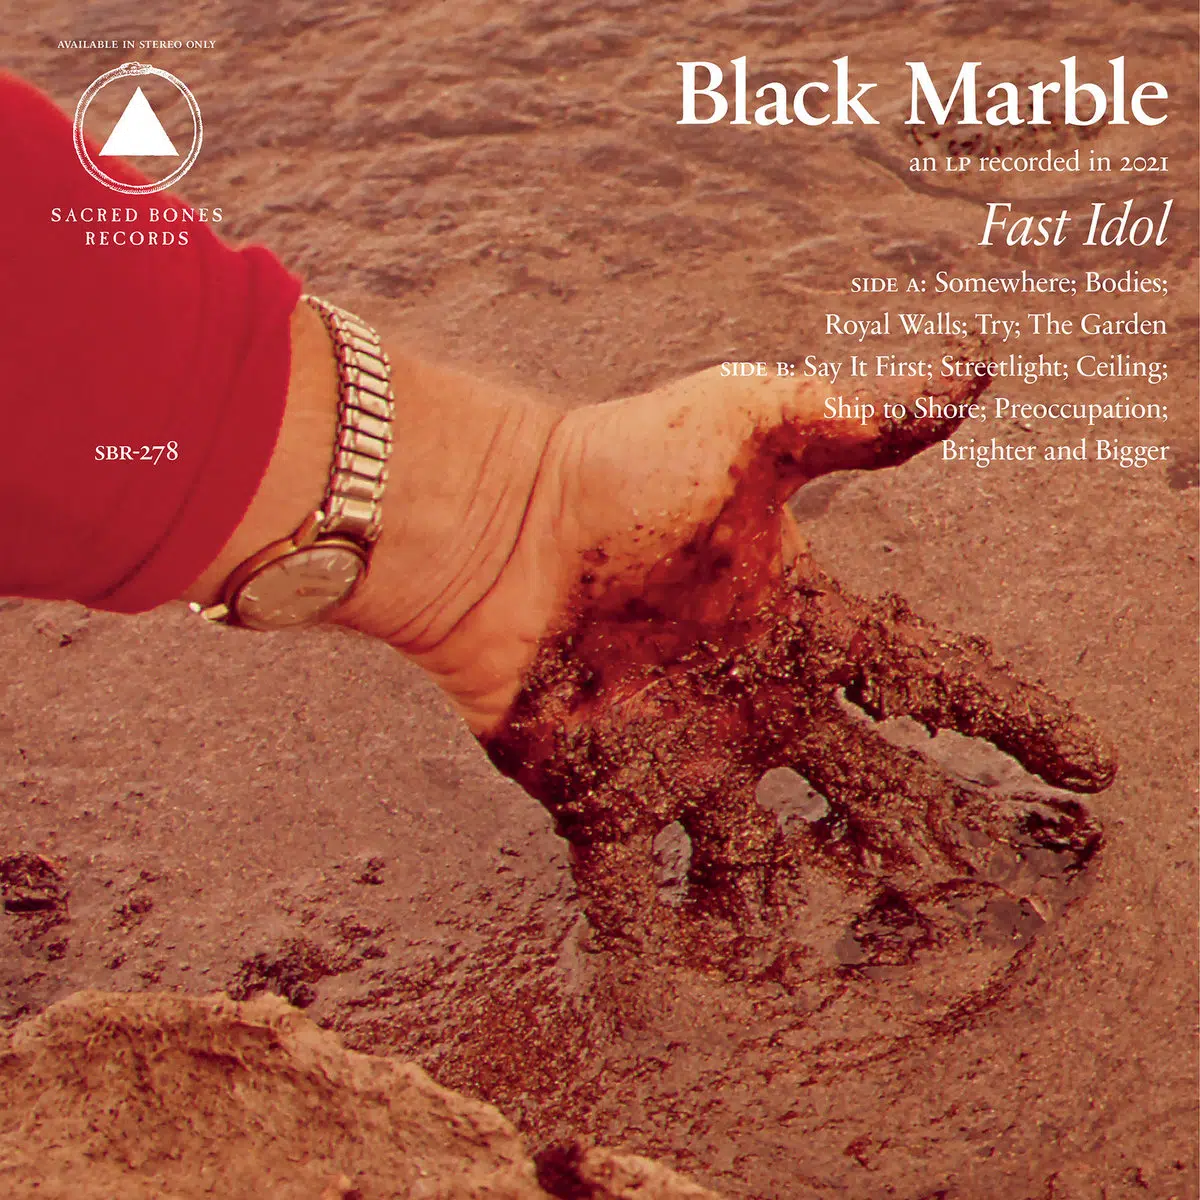 AVAILABLE IN STEREO ONLY
SACRED BONES
RECORDS
SBR-278
Black Marble
an LP recorded in 2021
Fast Idol
SIDE A: Somewhere; Bodies;
Royal Walls; Try; The Garden
SIDE B: Say It First; Streetlight; Ceiling;
Ship to Shore; Preoccupation;
Brighter and Bigger